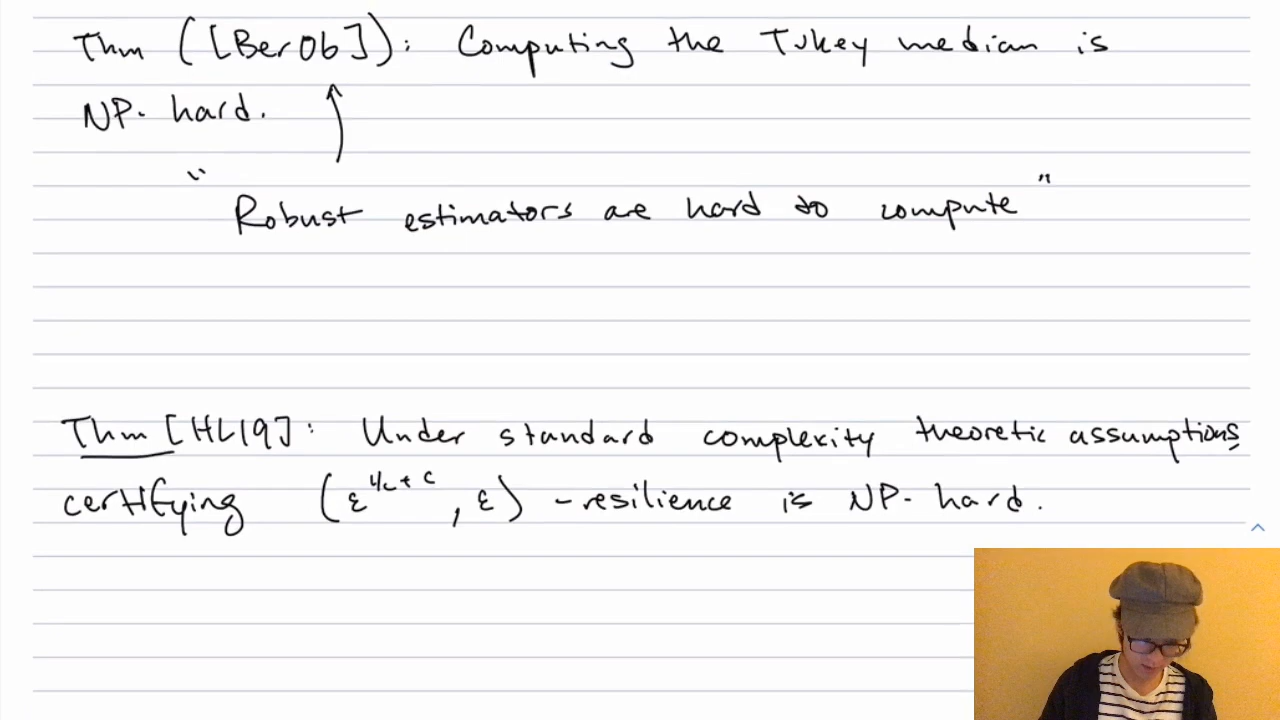 Thm ([Ber06]): Computing the Tukey median is
NP-hard.
"Robust estimators are hard to compute"
Thm [HL19]: Under standard complexity theoretic assumptions,
certifying (ε^{1/2 + c}, ε)-resilience is NP-hard.